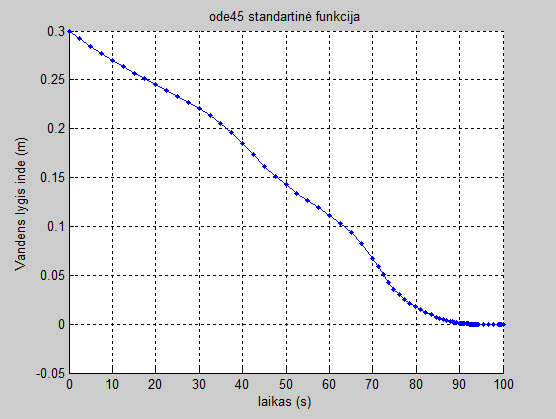 ode45 standartinė funkcija
Vandens lygis inde (m)
0.3
0.25
0.2
0.15
0.1
0.05
0
-0.05
0 10 20 30 40 50 60 70 80 90 100
laikas (s)